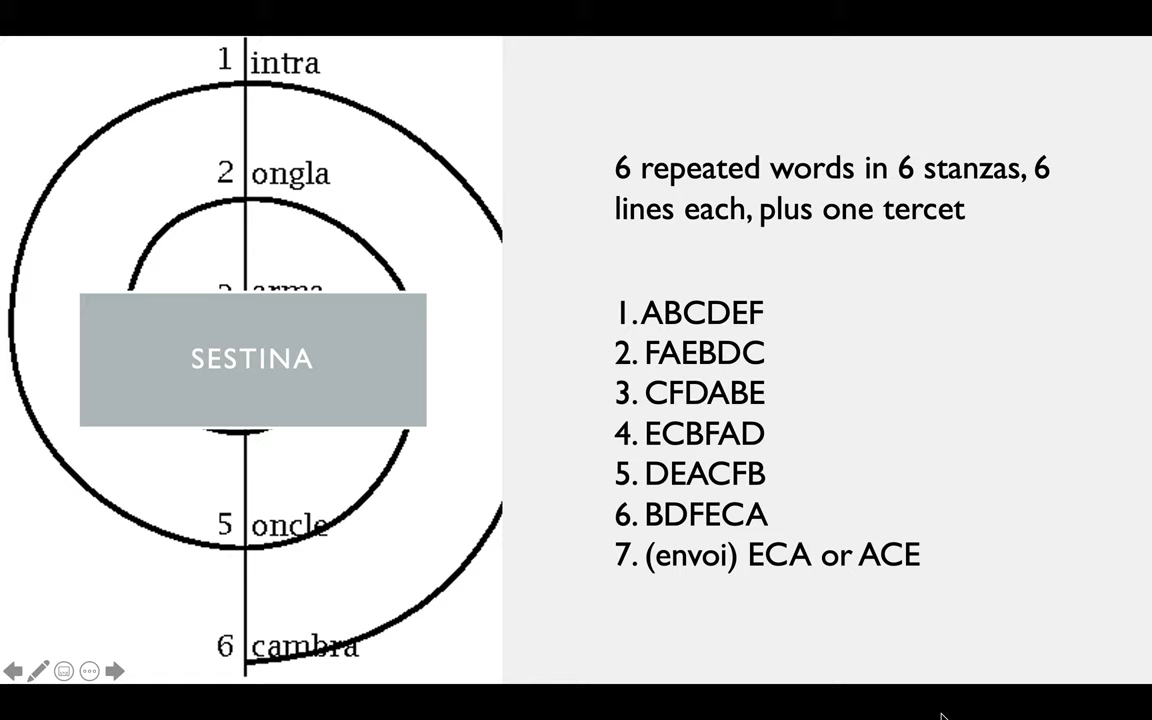 1 intra
2 ongla
SESTINA
5 oncle
6 cambra
6 repeated words in 6 stanzas, 6
lines each, plus one tercet
1. ABCDEF
2. FAEBDC
3. CFDABE
4. ECBFAD
5. DEACFB
6. BDFECA
7. (envoi) ECA or ACE